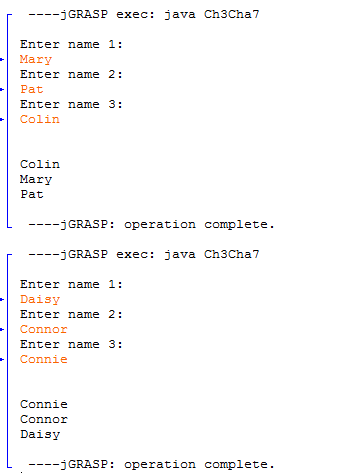 ----jGRASP exec: java Ch3Cha7
Enter name 1:
Mary
Enter name 2:
Pat
Enter name 3:
Colin
Colin
Mary
Pat
----jGRASP: operation complete.
----jGRASP exec: java Ch3Cha7
Enter name 1:
Daisy
Enter name 2:
Connor
Enter name 3:
Connie
Connie
Connor
Daisy
----jGRASP: operation complete.